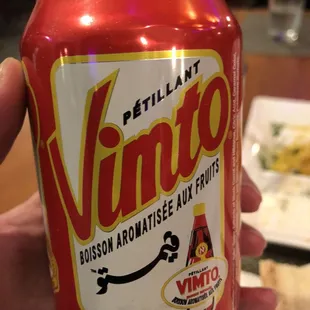 PÉTILLANT
Vimto
BOISSON AROMATISÉE AUX FRUITS
فيمتو
PÉTILLANT
VIMTO
BOISSON AROMATISÉE AUX FRUITS